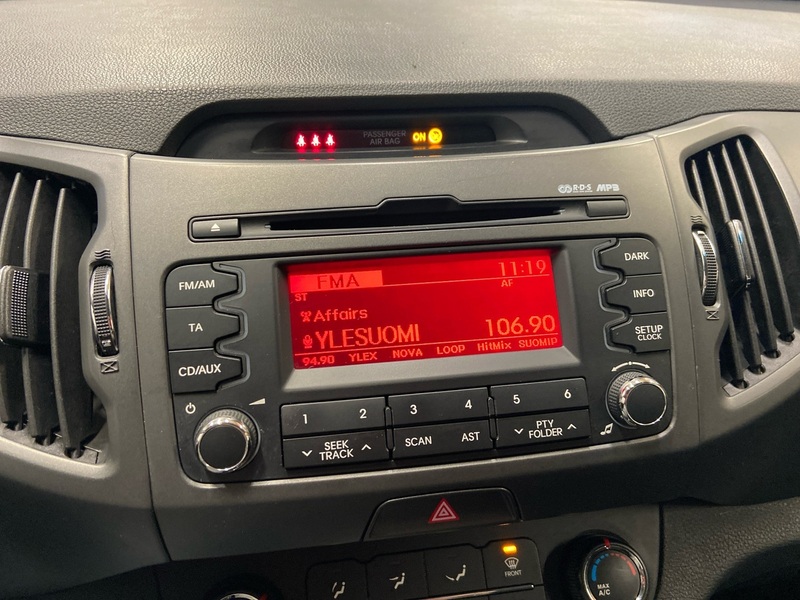 PASSENGER
AIR BAG
ON
R·D·S MP3
FM/AM
TA
CD/AUX
FMA 11:19
ST AF
Affairs
YLESUOMI 106.90
94.90 YLEX NOVA LOOP HitMix SUOMIP
DARK
INFO
SETUP
CLOCK
1 2 3 4 5 6
SEEK
TRACK
SCAN AST
PTY
FOLDER
FRONT
MAX
A/C